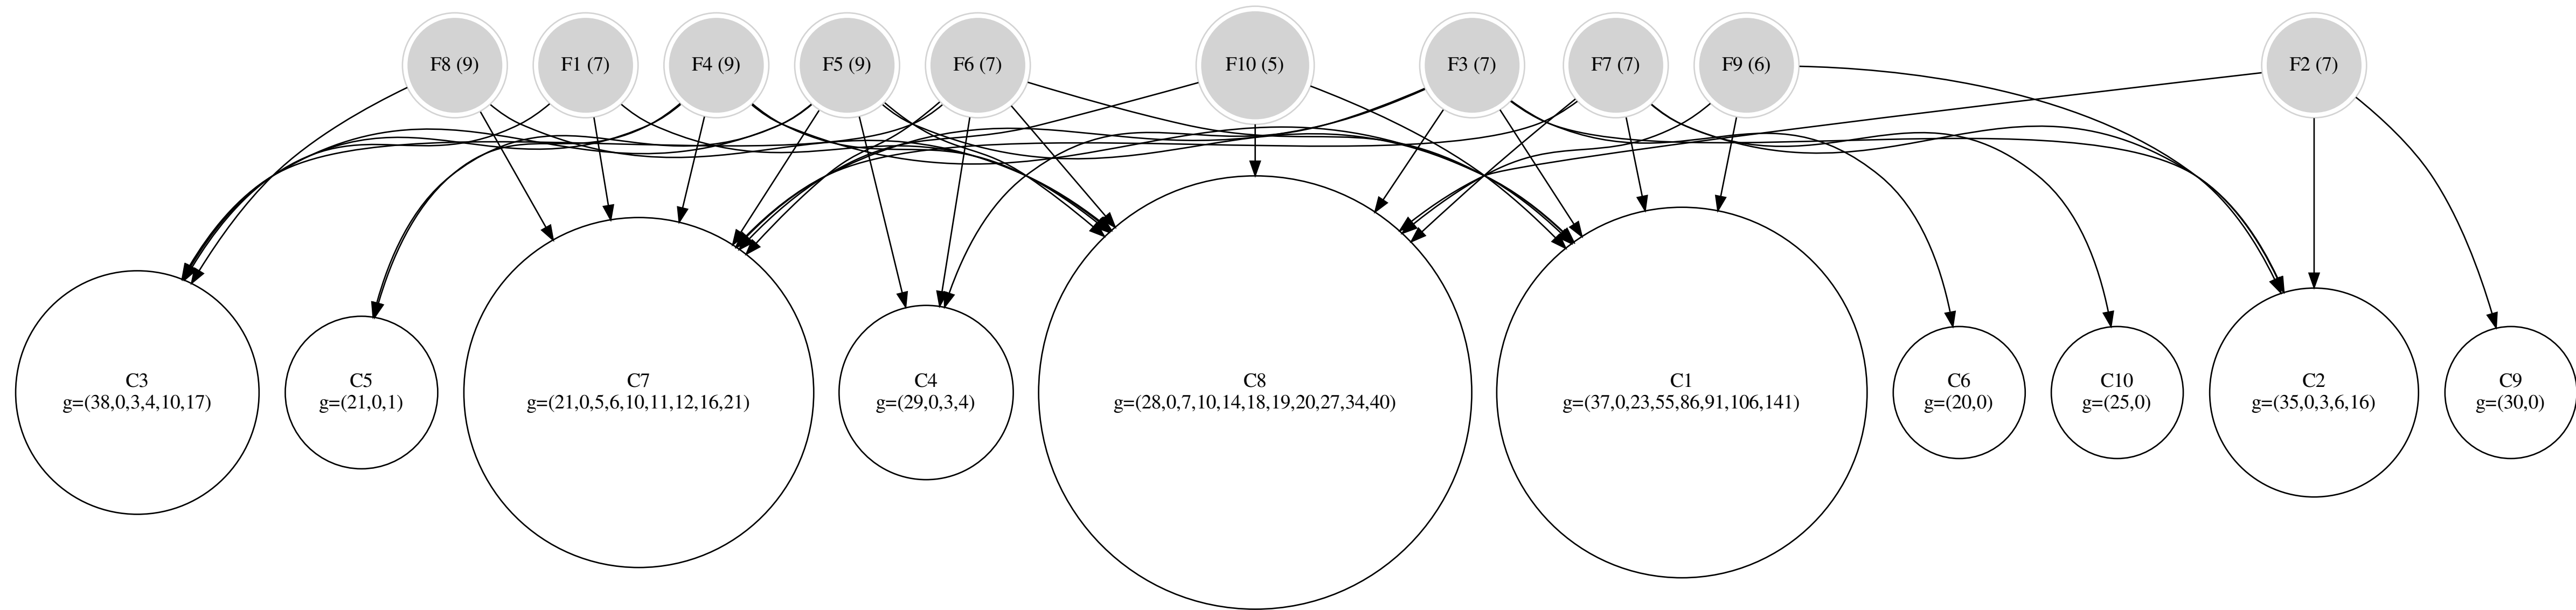 F8 (9)
F1 (7)
F4 (9)
F5 (9)
F6 (7)
F10 (5)
F3 (7)
F7 (7)
F9 (6)
F2 (7)
C3
g=(38,0,3,4,10,17)
C5
g=(21,0,1)
C7
g=(21,0,5,6,10,11,12,16,21)
C4
g=(29,0,3,4)
C8
g=(28,0,7,10,14,18,19,20,27,34,40)
C1
g=(37,0,23,55,86,91,106,141)
C6
g=(20,0)
C10
g=(25,0)
C2
g=(35,0,3,6,16)
C9
g=(30,0)